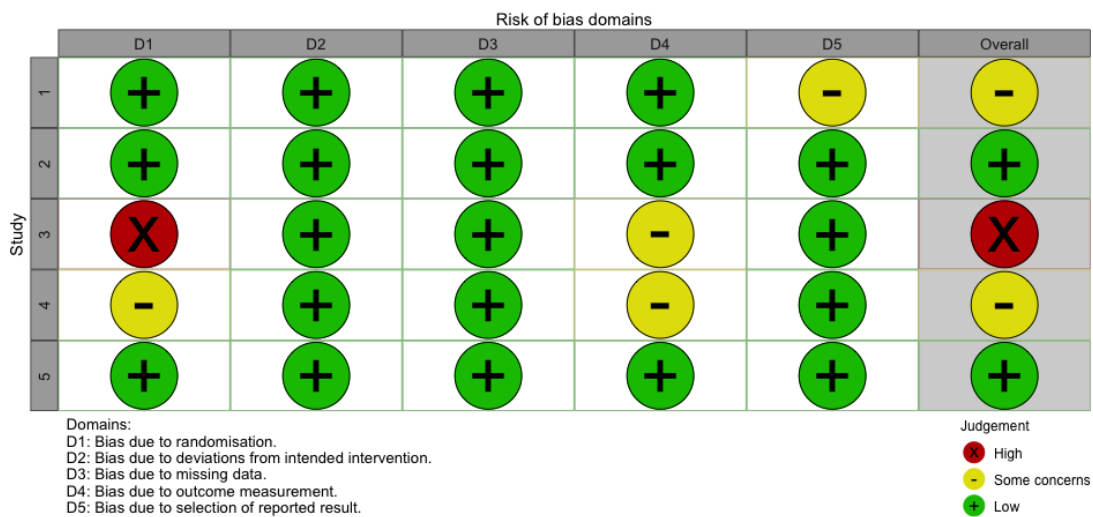 Risk of bias domains
D1 D2 D3 D4 D5 Overall
Study
1 + + + + - -
2 + + + + + +
3 X + + - + X
4 - + + - + -
5 + + + + + +
Domains:
D1: Bias due to randomisation.
D2: Bias due to deviations from intended intervention.
D3: Bias due to missing data.
D4: Bias due to outcome measurement.
D5: Bias due to selection of reported result.
Judgement
X High
- Some concerns
+ Low